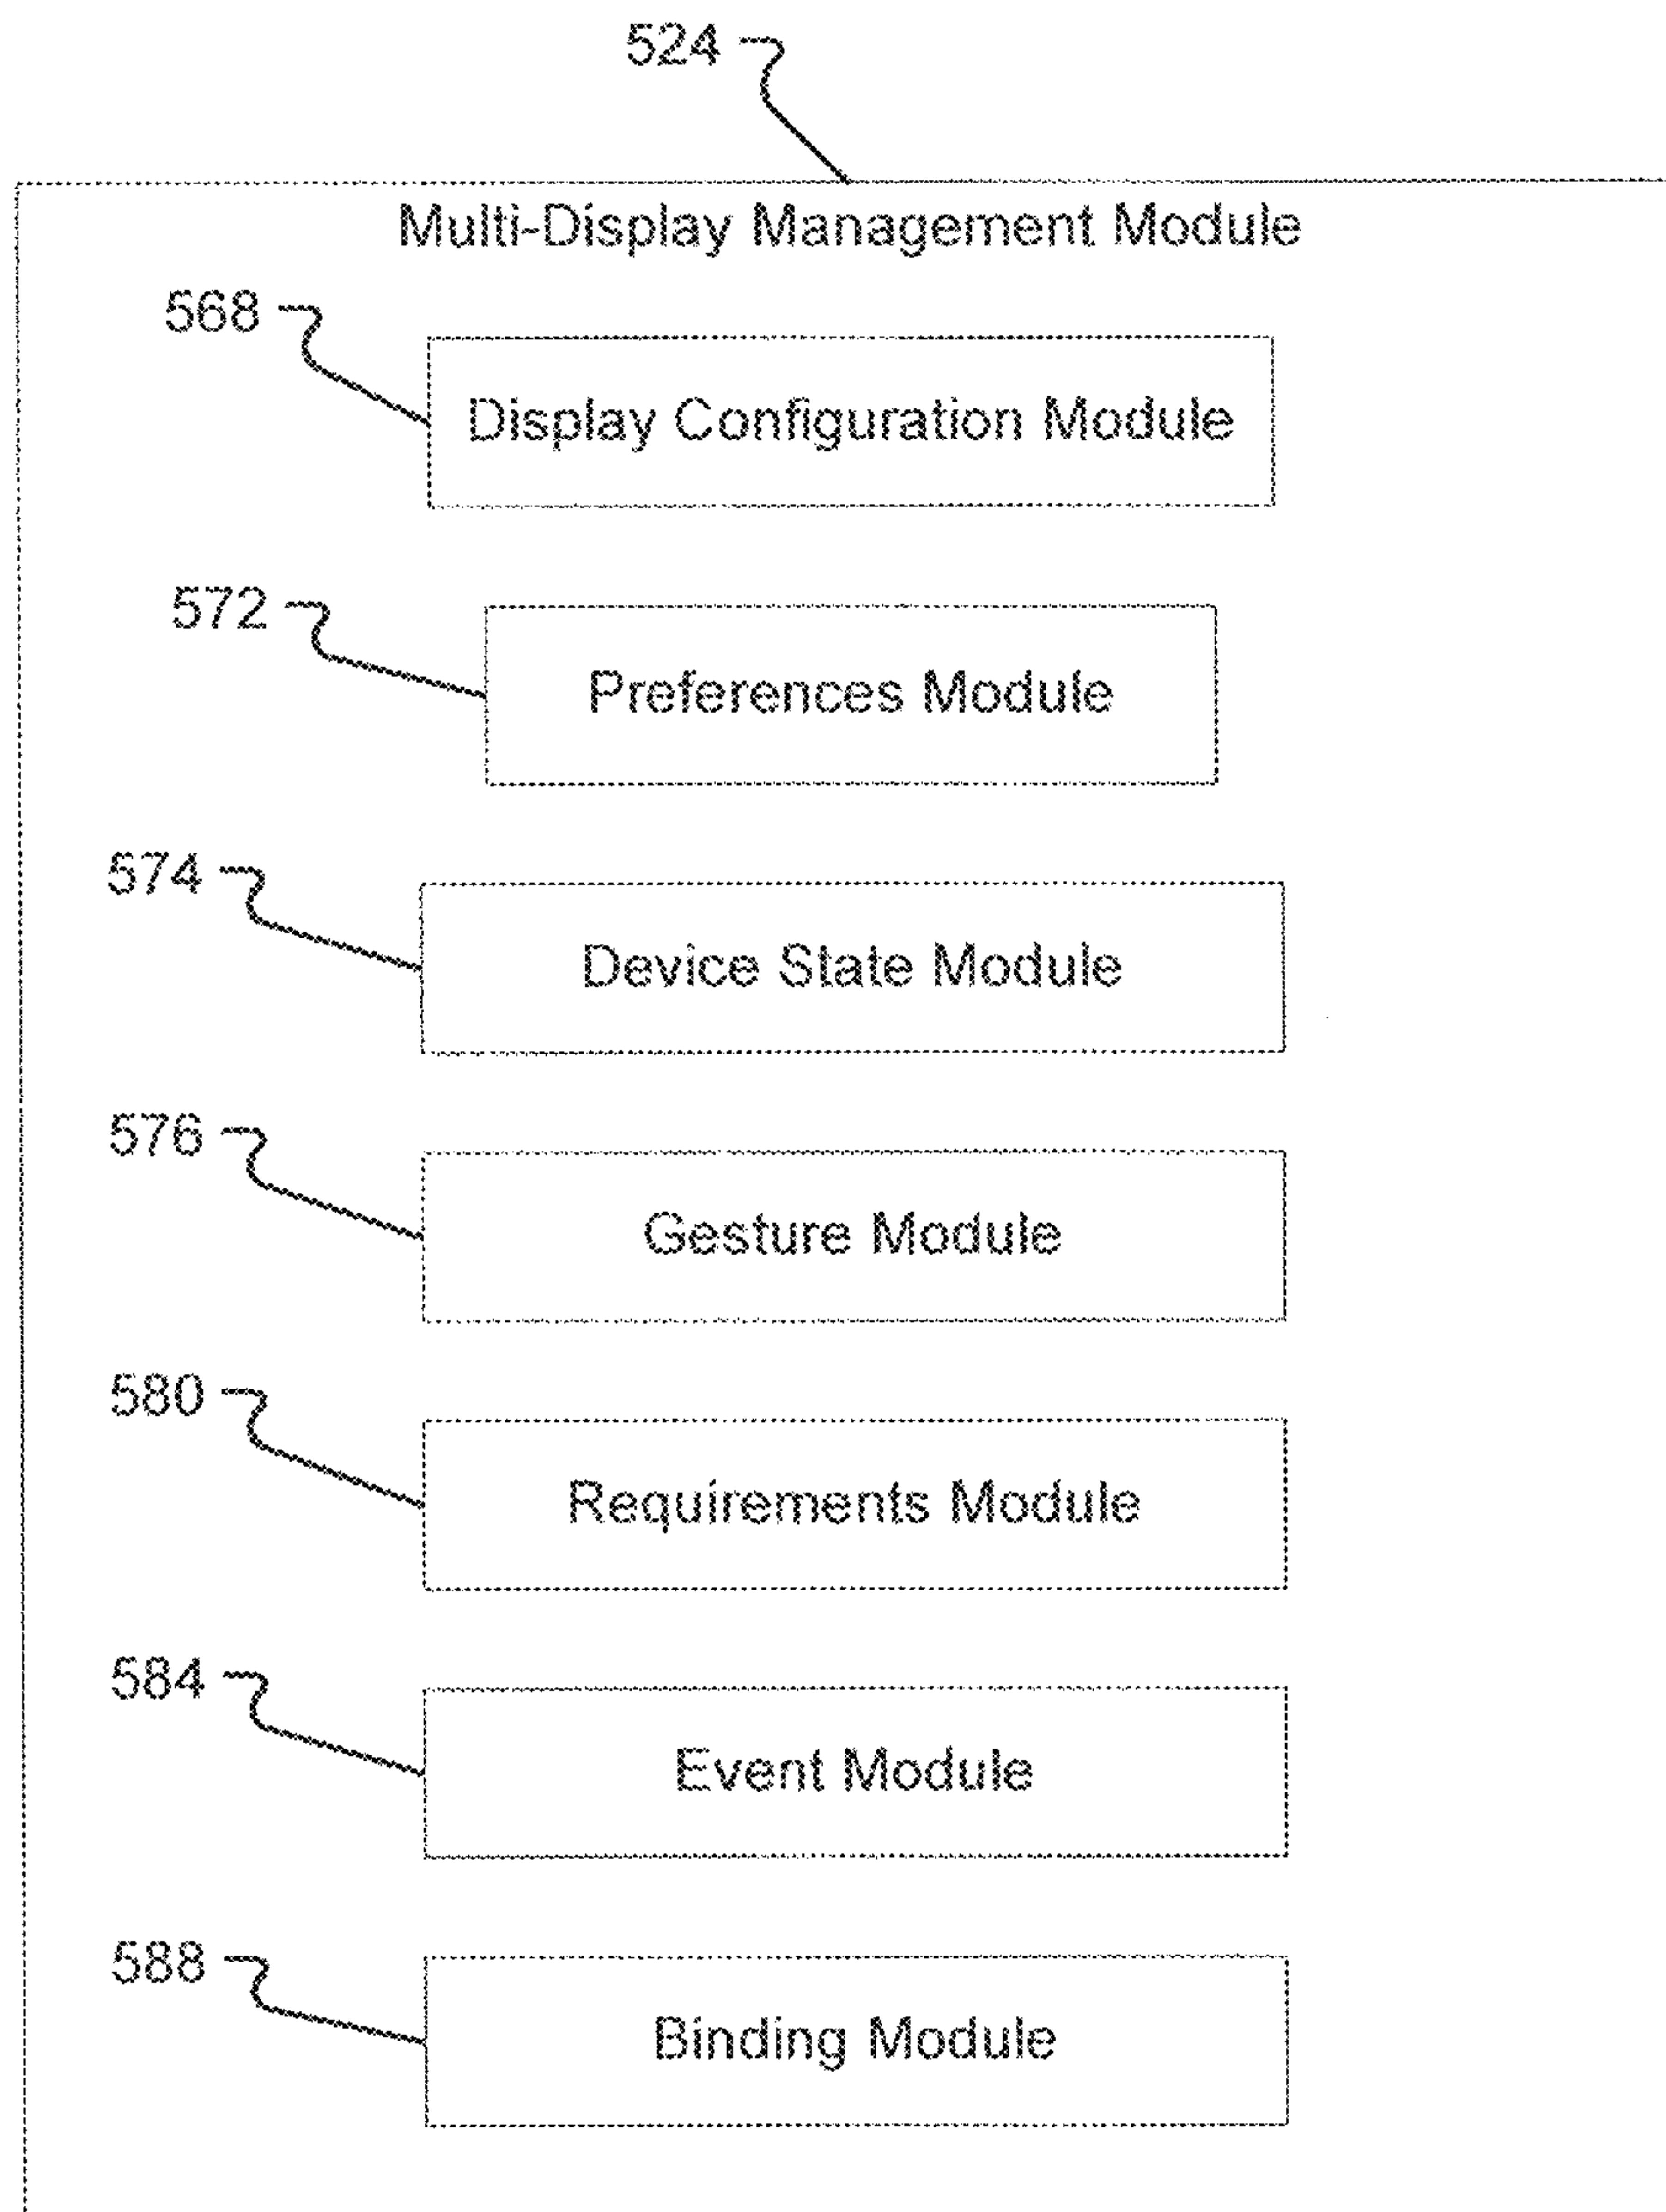 524
Multi-Display Management Module
568
Display Configuration Module
572
Preferences Module
574
Device State Module
576
Gesture Module
580
Requirements Module
584
Event Module
588
Binding Module